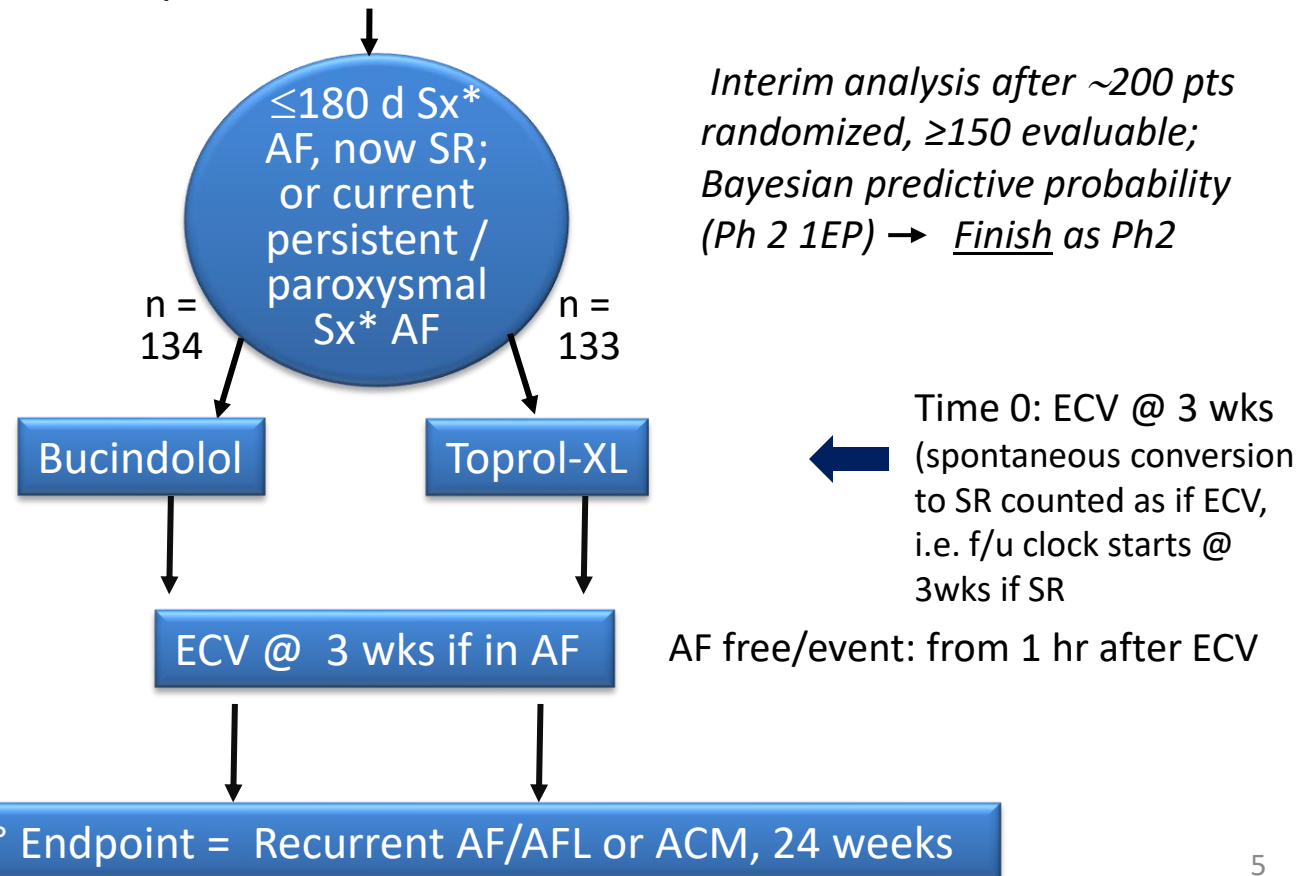 ≤180 d Sx*
AF, now SR;
or current
persistent /
paroxysmal
Sx* AF
Interim analysis after ~200 pts
randomized, ≥150 evaluable;
Bayesian predictive probability
(Ph 2 1EP) → Finish as Ph2
n =
134
n =
133
Bucindolol
Toprol-XL
Time 0: ECV @ 3 wks
(spontaneous conversion
to SR counted as if ECV,
i.e. f/u clock starts @
3wks if SR
ECV @ 3 wks if in AF
AF free/event: from 1 hr after ECV
° Endpoint = Recurrent AF/AFL or ACM, 24 weeks
5